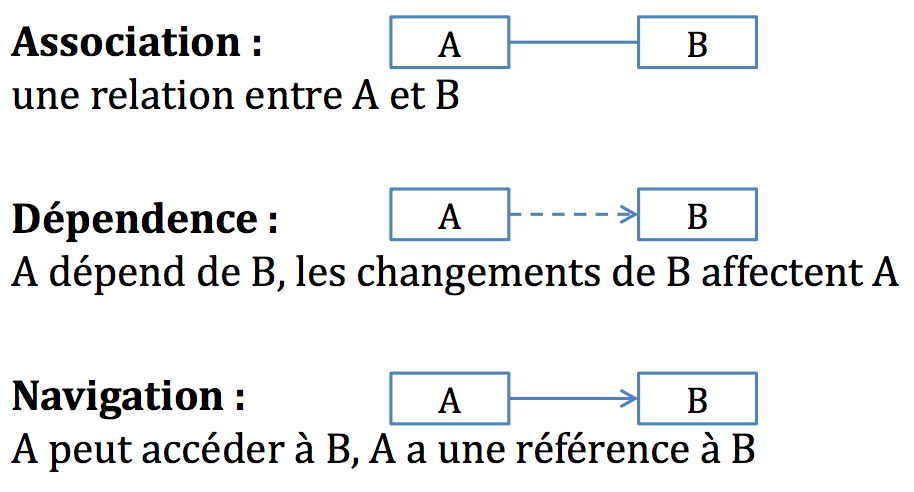 Association :
A B
une relation entre A et B
Dépendence :
A B
A dépend de B, les changements de B affectent A
Navigation :
A B
A peut accéder à B, A a une référence à B